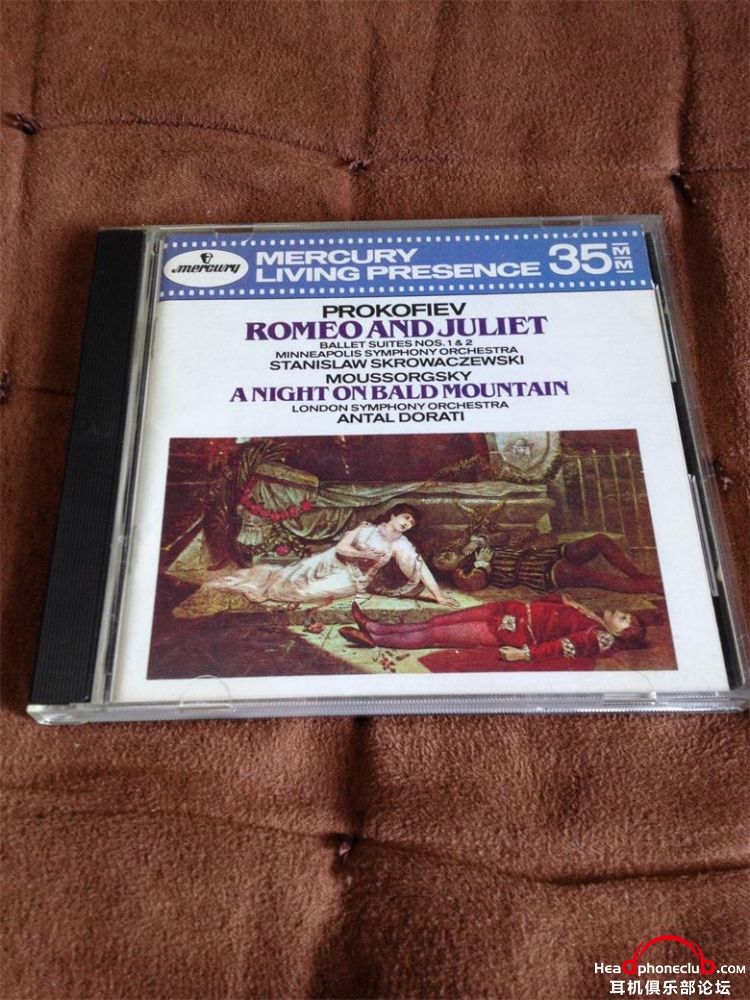 mercury
MERCURY
LIVING PRESENCE
35MM
PROKOFIEV
ROMEO AND JULIET
BALLET SUITES NOS. 1 & 2
MINNEAPOLIS SYMPHONY ORCHESTRA
STANISLAW SKROWACZEWSKI
MOUSSORGSKY
A NIGHT ON BALD MOUNTAIN
LONDON SYMPHONY ORCHESTRA
ANTAL DORATI
Headphoneclub.com
耳机俱乐部论坛